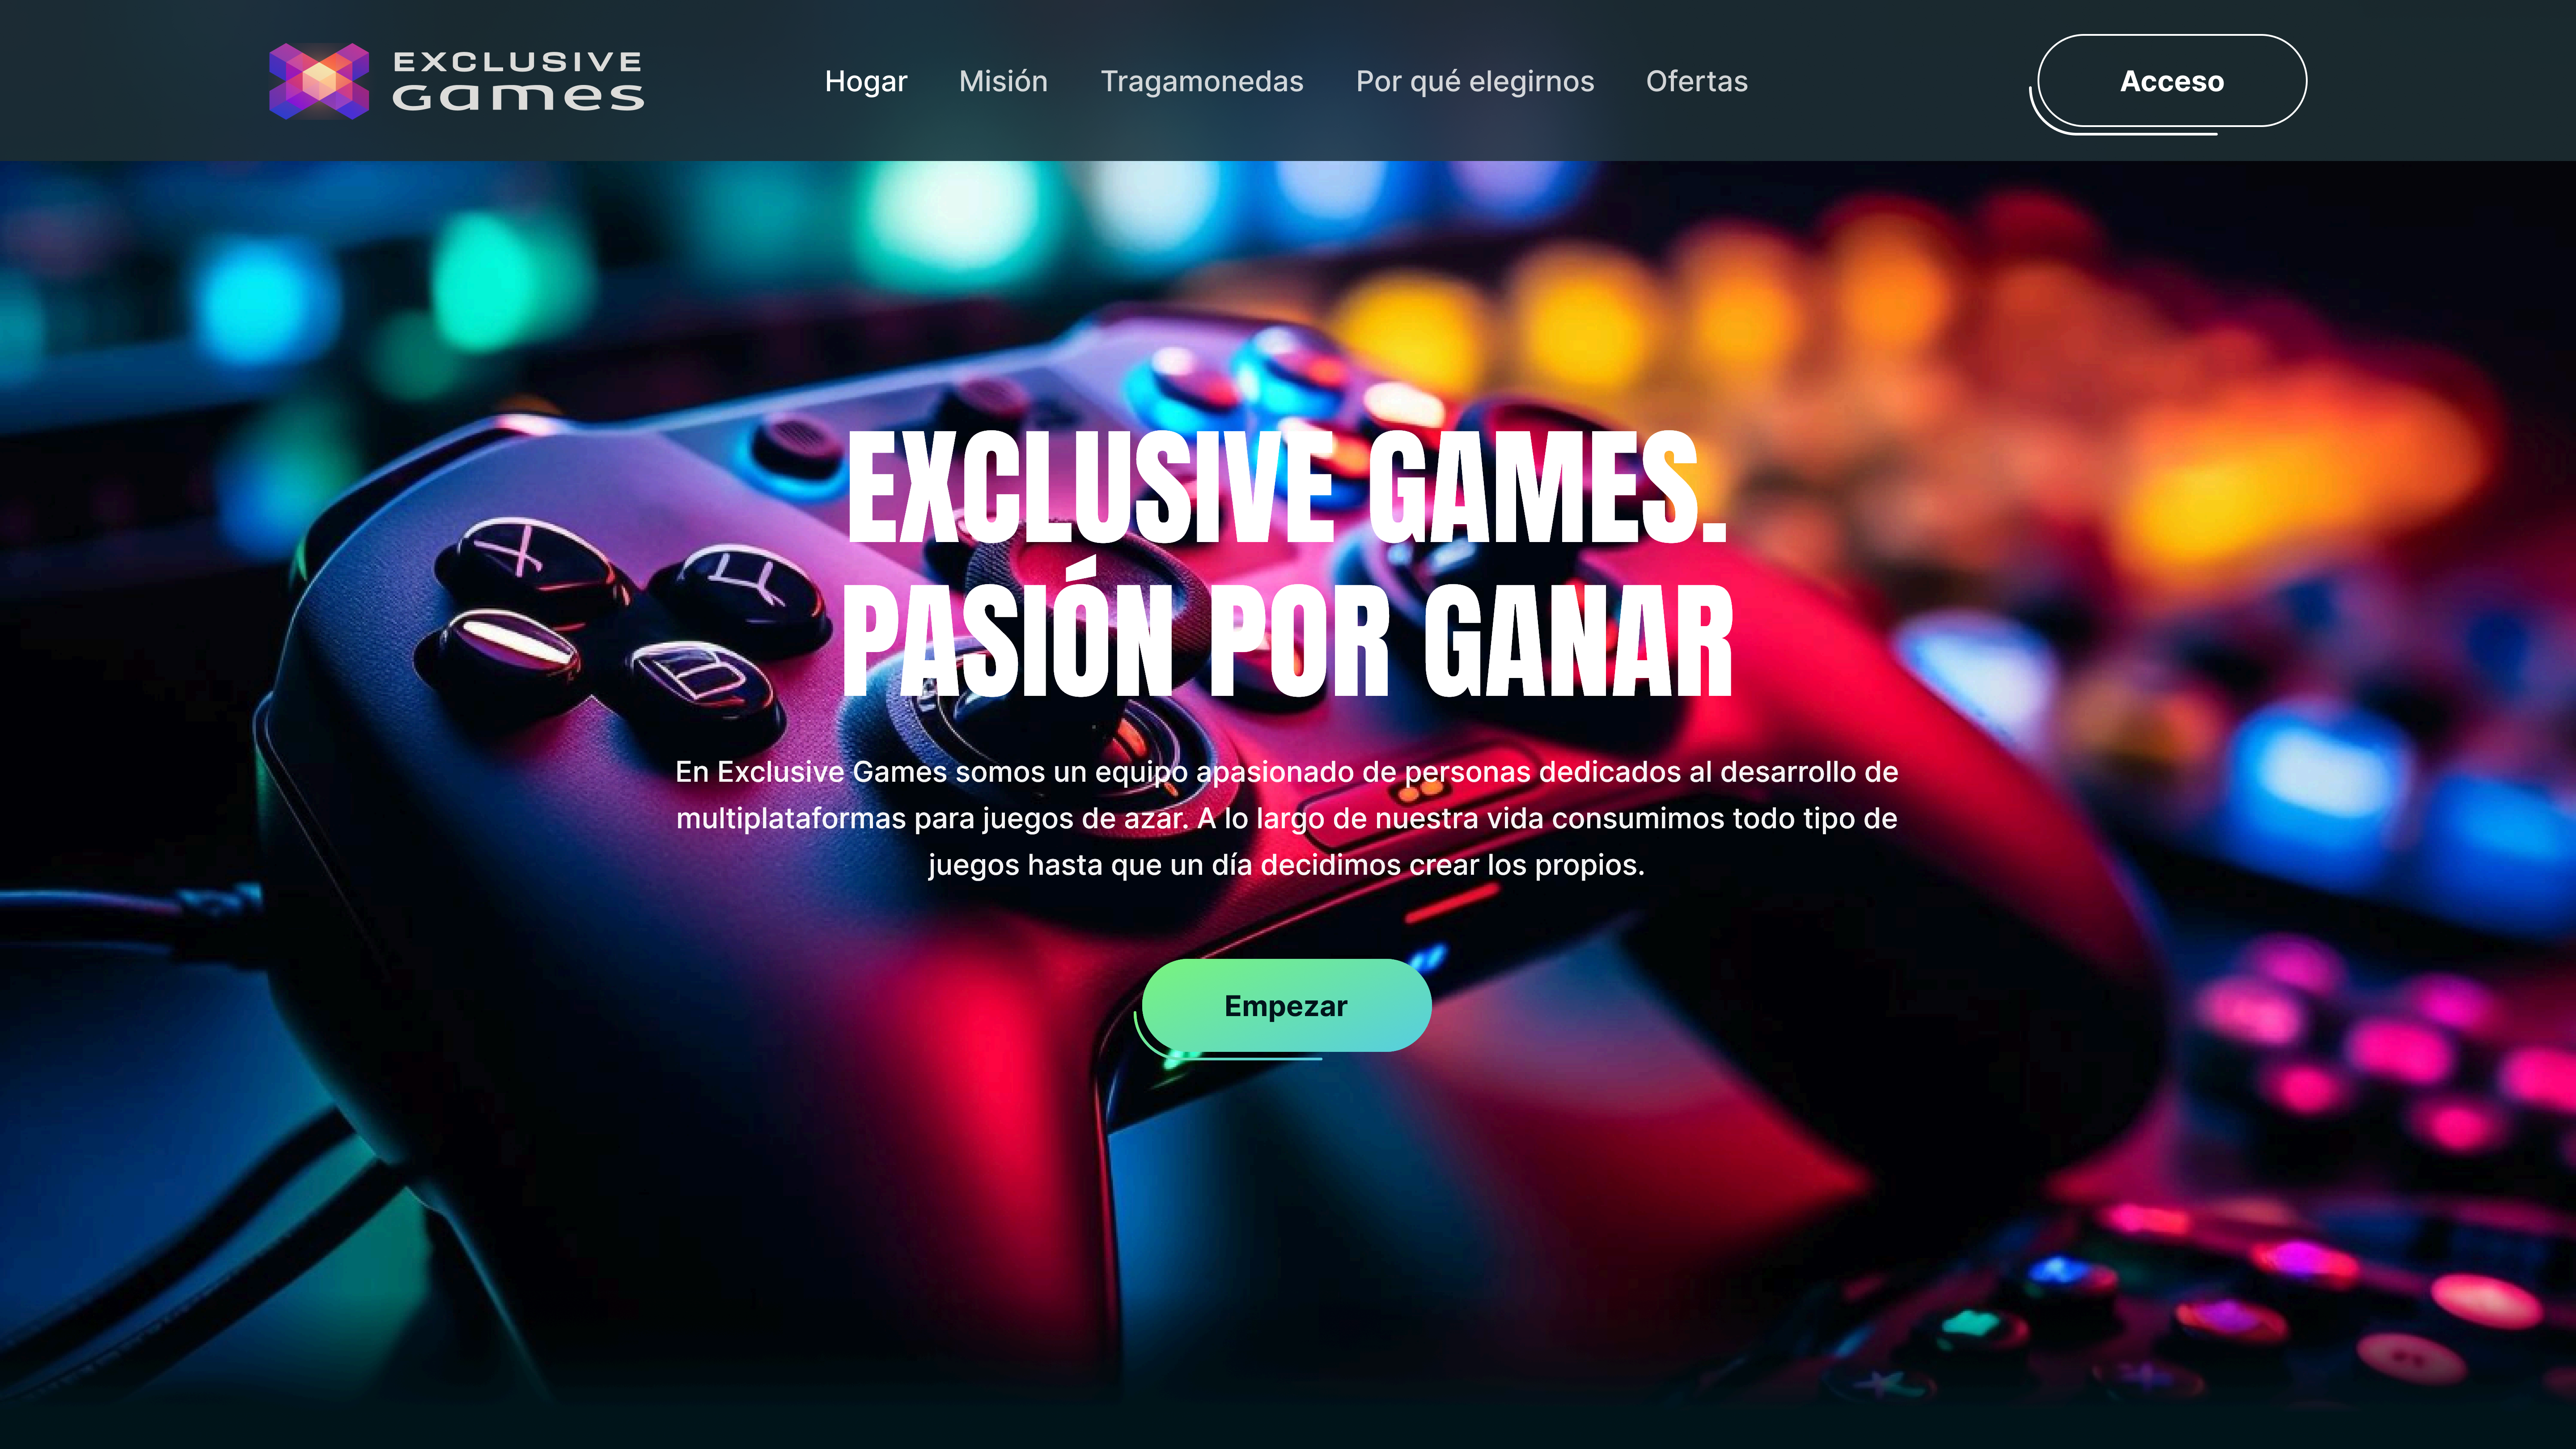 EXCLUSIVE
Games
Hogar
Misión
Tragamonedas
Por qué elegirnos
Ofertas
Acceso
EXCLUSIVE GAMES.
PASIÓN POR GANAR
En Exclusive Games somos un equipo apasionado de personas dedicados al desarrollo de
multiplataformas para juegos de azar. A lo largo de nuestra vida consumimos todo tipo de
juegos hasta que un día decidimos crear los propios.
Empezar
X
Y
B